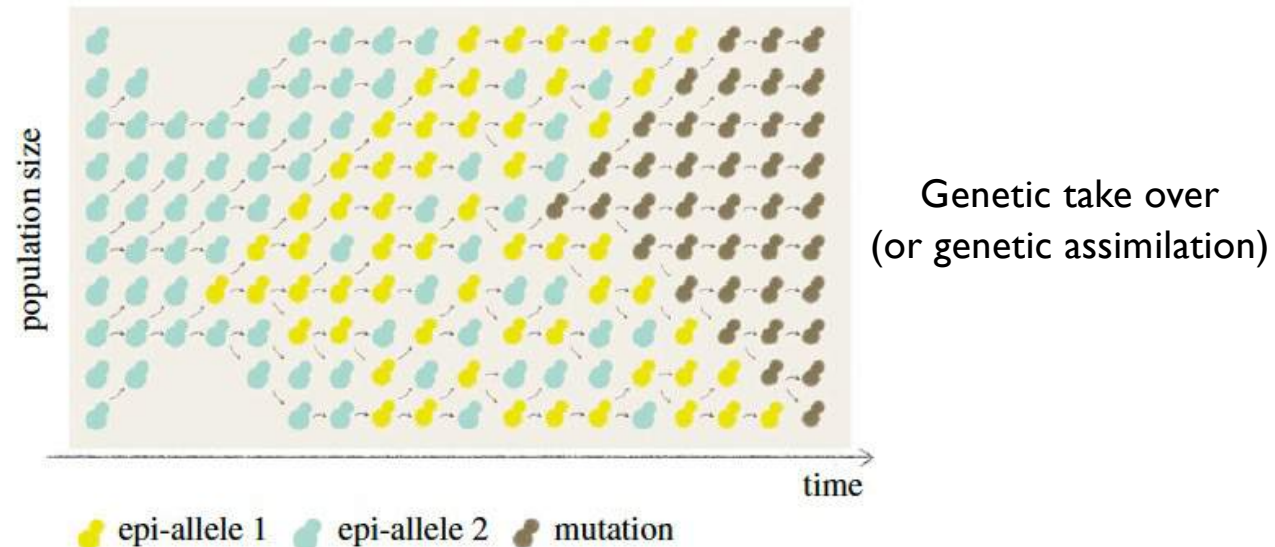 population size
Genetic take over
(or genetic assimilation)
time
epi-allele 1 epi-allele 2 mutation